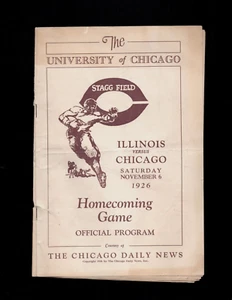 The
UNIVERSITY of CHICAGO
STAGG FIELD
ILLINOIS
VERSUS
CHICAGO
SATURDAY
NOVEMBER 6
1926
Homecoming
Game
OFFICIAL PROGRAM
Courtesy of
THE CHICAGO DAILY NEWS